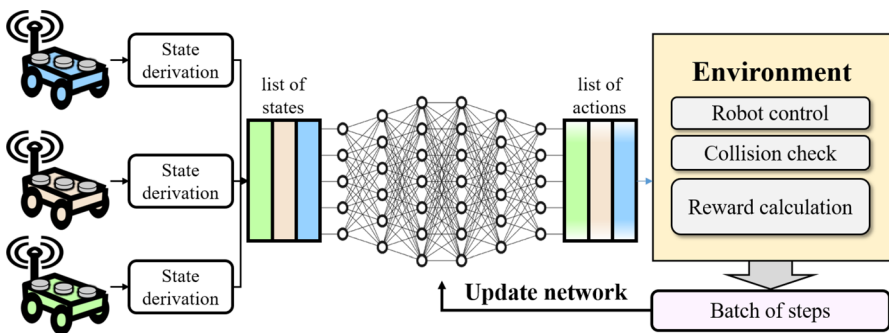 State
derivation
State
derivation
State
derivation
list of
states
list of
actions
Environment
Robot control
Collision check
Reward calculation
Update network
Batch of steps